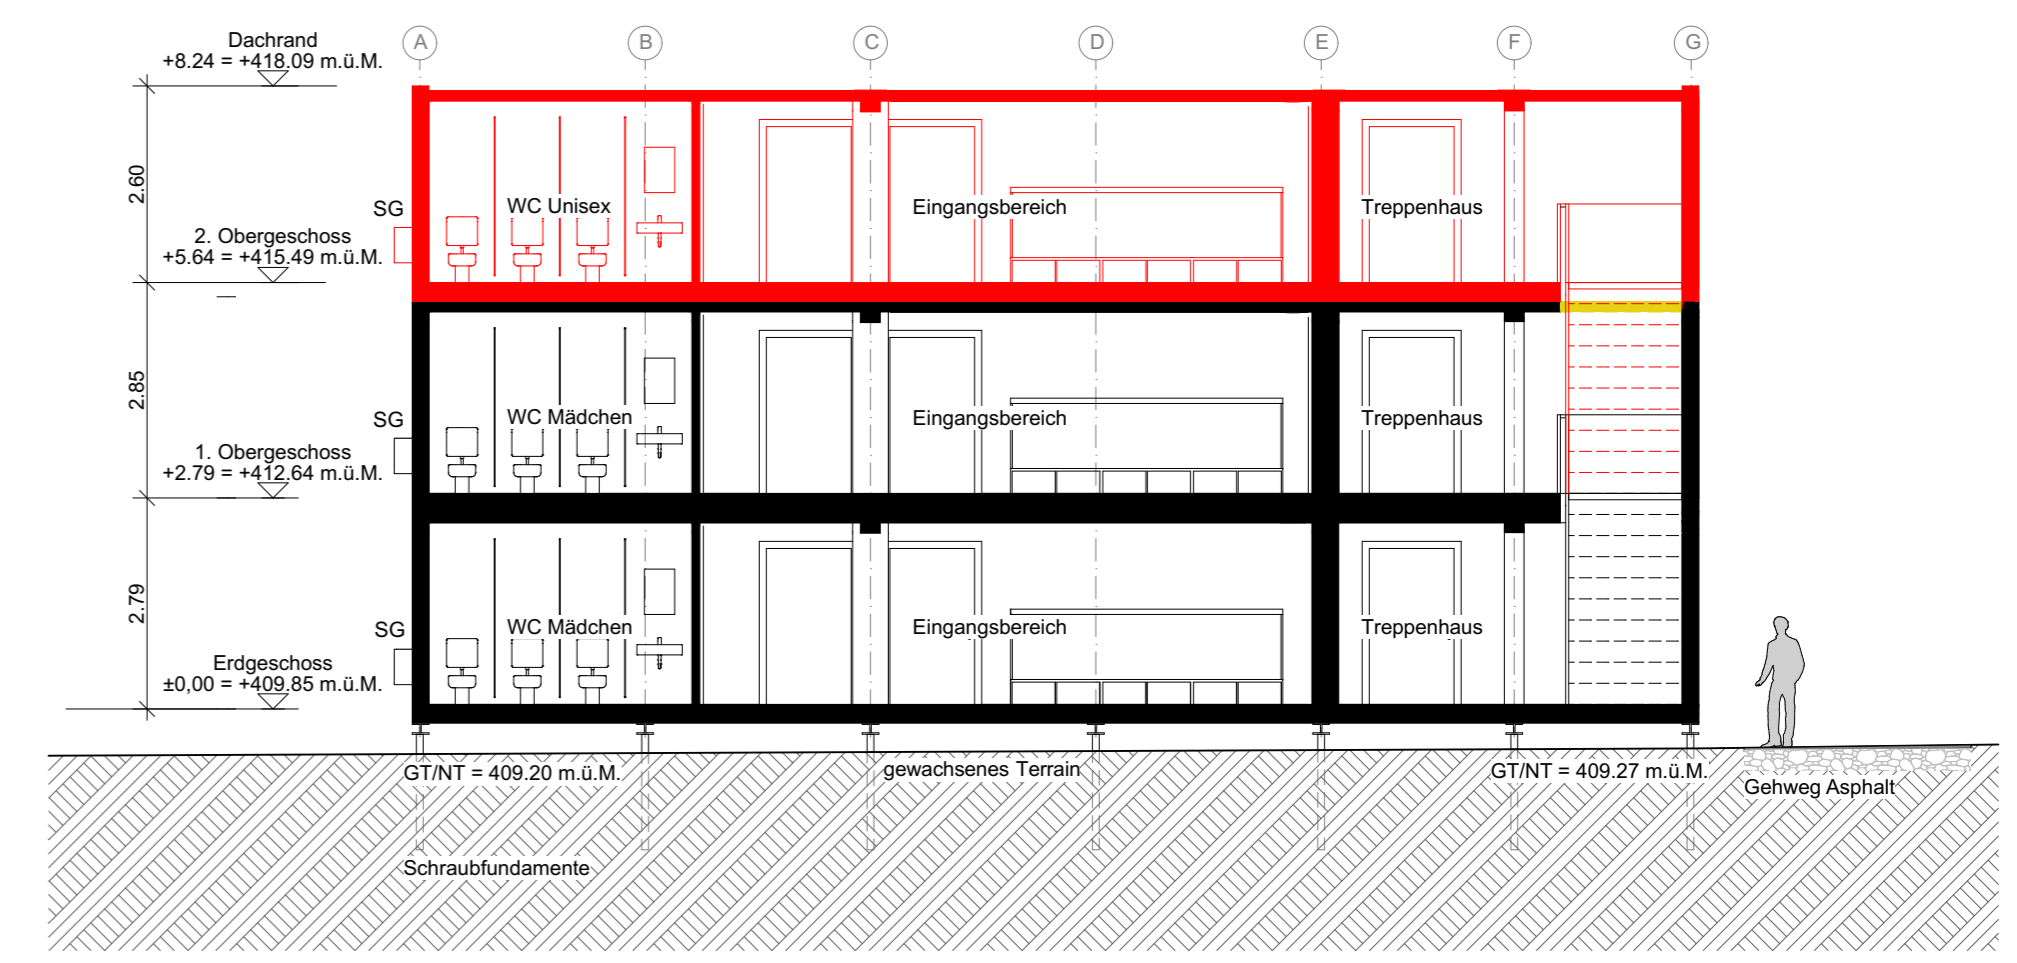 A B C D E F G
Dachrand
+8.24 = +418.09 m.ü.M.
2.60
SG
WC Unisex
Eingangsbereich
Treppenhaus
2. Obergeschoss
+5.64 = +415.49 m.ü.M.
2.85
SG
WC Mädchen
Eingangsbereich
Treppenhaus
1. Obergeschoss
+2.79 = +412.64 m.ü.M.
2.79
SG
WC Mädchen
Eingangsbereich
Treppenhaus
Erdgeschoss
±0,00 = +409.85 m.ü.M.
GT/NT = 409.20 m.ü.M.
gewachsenes Terrain
GT/NT = 409.27 m.ü.M.
Gehweg Asphalt
Schraubfundamente